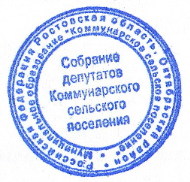 Российская Федерация, Ростовская область, Октябрьский район
Муниципальное образование "Коммунарское сельское поселение"
Собрание
депутатов
Коммунарского
сельского
поселения